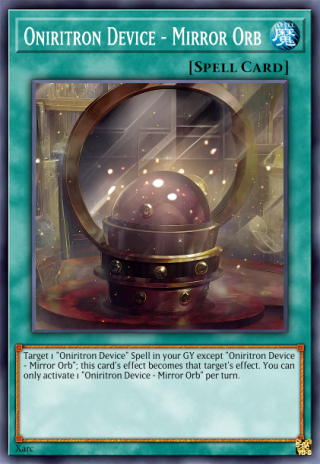 Oniritron Device - Mirror Orb
魔
[Spell Card]
Target 1 "Oniritron Device" Spell in your GY except "Oniritron Device
- Mirror Orb"; this card's effect becomes that target's effect. You can
only activate 1 "Oniritron Device - Mirror Orb" per turn.
Xarc